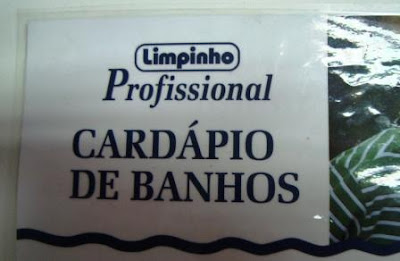 Limpinho
Profissional
CARDÁPIO
DE BANHOS